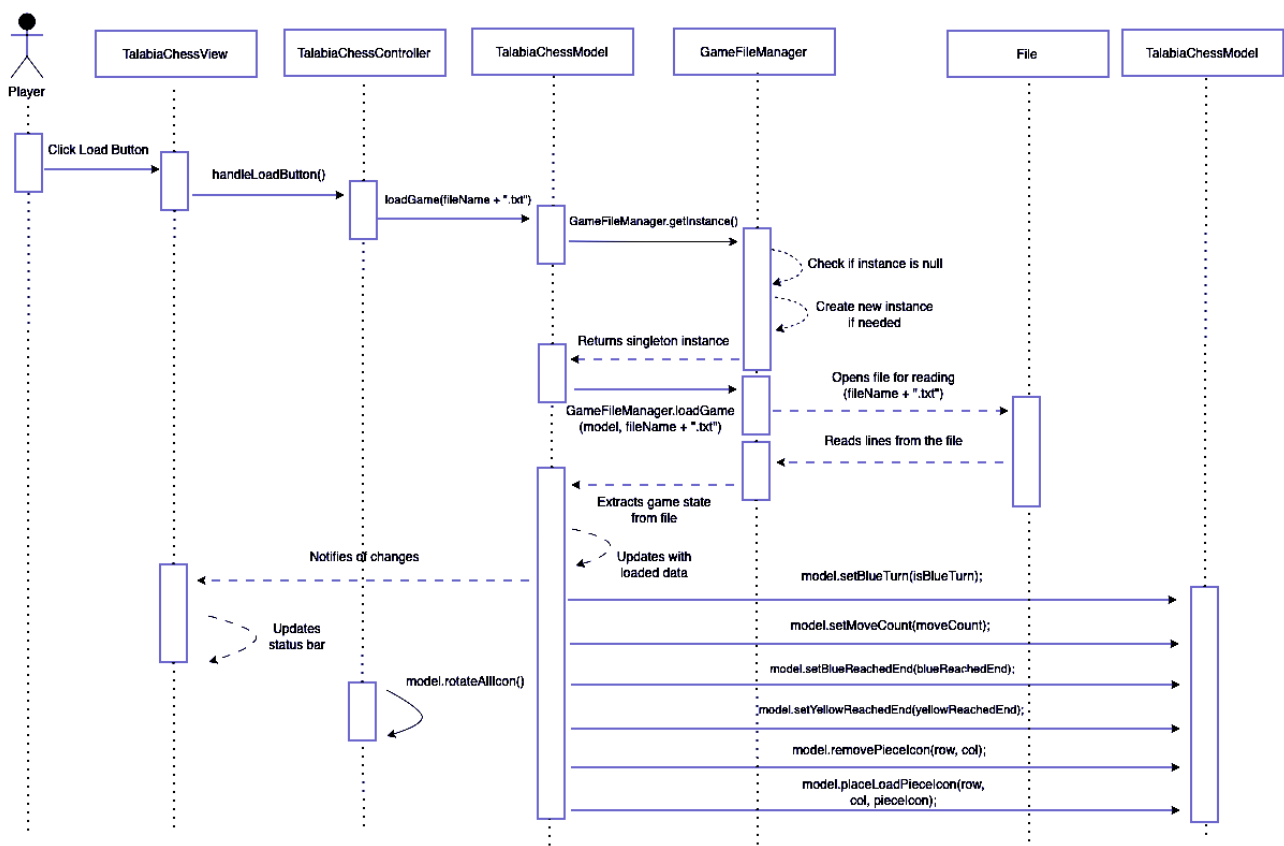 TalabiaChessView
TalabiaChessController
TalabiaChessModel
GameFileManager
File
TalabiaChessModel
Player
Click Load Button
handleLoadButton()
loadGame(fileName + ".txt")
GameFileManager.getInstance()
Check if instance is null
Create new instance
if needed
Returns singleton instance
GameFileManager.loadGame
(model, fileName + ".txt")
Opens file for reading
(fileName + ".txt")
Reads lines from the file
Extracts game state
from file
Updates with
loaded data
Notifies of changes
Updates
status bar
model.rotateAllIcon()
model.setBlueTurn(isBlueTurn);
model.setMoveCount(moveCount);
model.setBlueReachedEnd(blueReachedEnd);
model.setYellowReachedEnd(yellowReachedEnd);
model.removePieceIcon(row, col);
model.placeLoadPieceIcon(row,
col, pieceIcon);